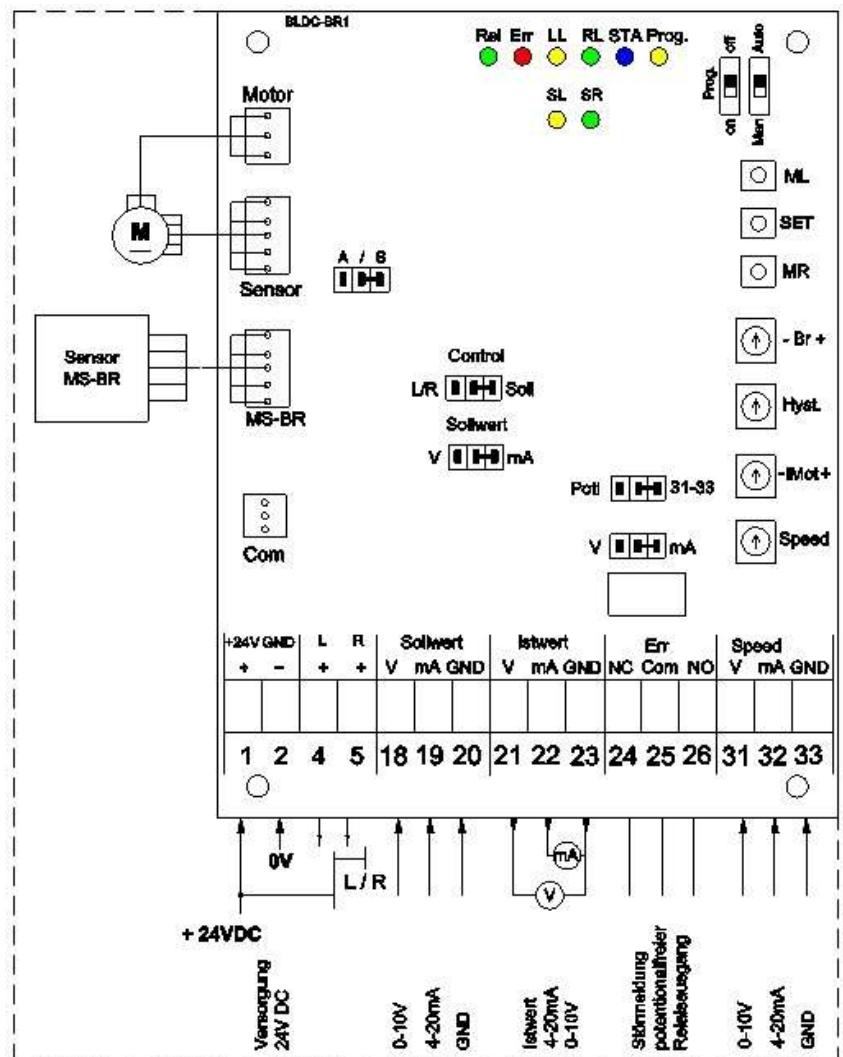 BLDC-BR1
Rel Err LL RL STA Prog.
SL SR
Prog.
off
on
Auto
Man
Motor
M
Sensor
A / B
Sensor
MS-BR
MS-BR
Com
Control
L/R Soll
Sollwert
V mA
Poti 31-33
V mA
ML
SET
MR
- Br +
Hyst.
-IMot+
Speed
+24V GND L R Sollwert Istwert Err Speed
+ − + + V mA GND V mA GND NC Com NO V mA GND
1 2 4 5 18 19 20 21 22 23 24 25 26 31 32 33
0V
L / R
mA
V
+ 24VDC
Versorgung
24V DC
0-10V
4-20mA
GND
Istwert
4-20mA
0-10V
Störmeldung
potentionalfreier
Relaisausgang
0-10V
4-20mA
GND